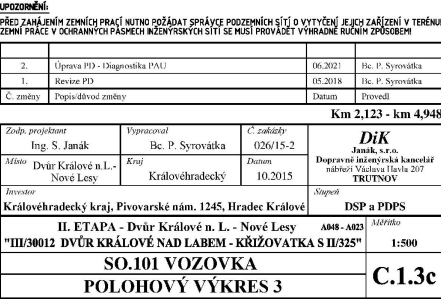 UPOZORNĚNÍ:
PŘED ZAHÁJENÍM ZEMNÍCH PRACÍ NUTNO POŽÁDAT SPRÁVCE PODZEMNÍCH SÍTÍ O VYTYČENÍ JEJICH ZAŘÍZENÍ V TERÉNU
ZEMNÍ PRÁCE V OCHRANNÝCH PÁSMECH INŽENÝRSKÝCH SÍTÍ SE MUSÍ PROVÁDĚT VÝHRADNĚ RUČNÍM ZPŮSOBEM!
2. Úprava PD - Diagnostika PAU 06.2021 Bc. P. Syrovátka
1. Revize PD 05.2018 Bc. P. Syrovátka
Č. změny Popis/důvod změny Datum Provedl
Km 2,123 - km 4,948
Zodp. projektant Vypracoval Č. zakázky
Ing. S. Janák Bc. P. Syrovátka 026/15-2
DiK
Janák, s.r.o.
Dopravně inženýrská kancelář
nábřeží Václava Havla 207
TRUTNOV
Místo Kraj Datum
Dvůr Králové n.L.- Královéhradecký 10.2015
Nové Lesy
Investor Stupeň
Královéhradecký kraj, Pivovarské nám. 1245, Hradec Králové DSP a PDPS
II. ETAPA - Dvůr Králové n. L. - Nové Lesy A048 - A023 Měřítko
"III/30012 DVŮR KRÁLOVÉ NAD LABEM - KŘIŽOVATKA S II/325" 1:500
SO.101 VOZOVKA
POLOHOVÝ VÝKRES 3
C.1.3c